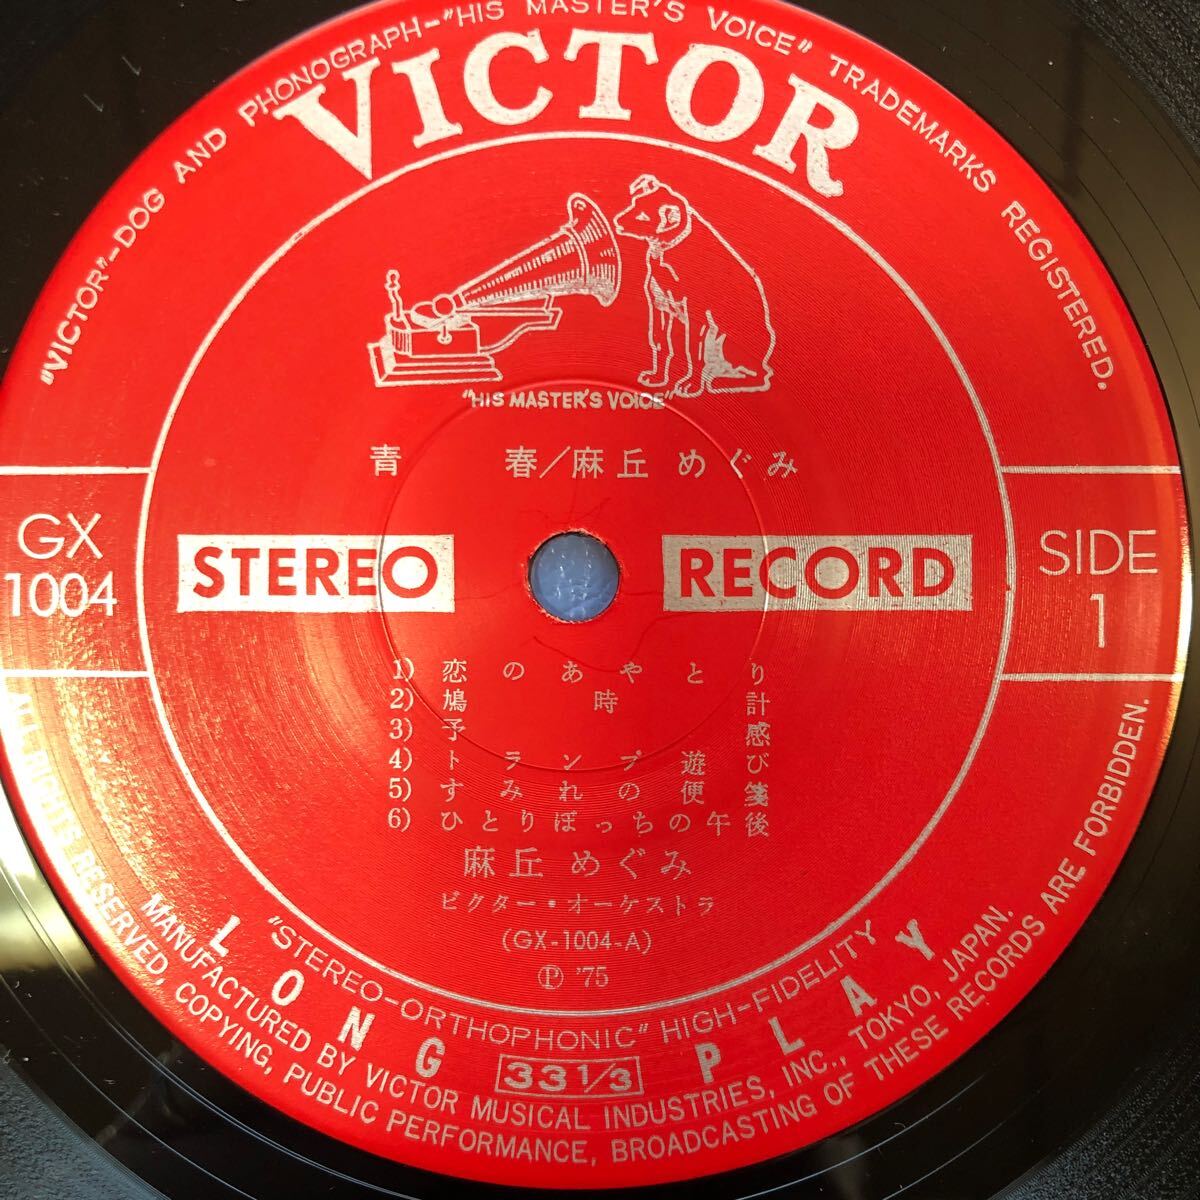 "VICTOR"–DOG AND PHONOGRAPH–"HIS MASTER'S VOICE" TRADEMARKS REGISTERED.
VICTOR
"HIS MASTER'S VOICE"
青 春/麻丘 めぐみ
GX
1004
STEREO RECORD
SIDE
1
1) 恋のあやとり
2) 鳩時計
3) 予感
4) トランプ遊び
5) すみれの便箋
6) ひとりぼっちの午後
麻丘 めぐみ
ビクター・オーケストラ
(GX-1004-A)
Ⓟ '75
"STEREO–ORTHOPHONIC" HIGH–FIDELITY
LONG 33 1/3 PLAY
MANUFACTURED BY VICTOR MUSICAL INDUSTRIES, INC., TOKYO, JAPAN.
ALL RIGHTS RESERVED, COPYING, PUBLIC PERFORMANCE, BROADCASTING OF THESE RECORDS ARE FORBIDDEN.